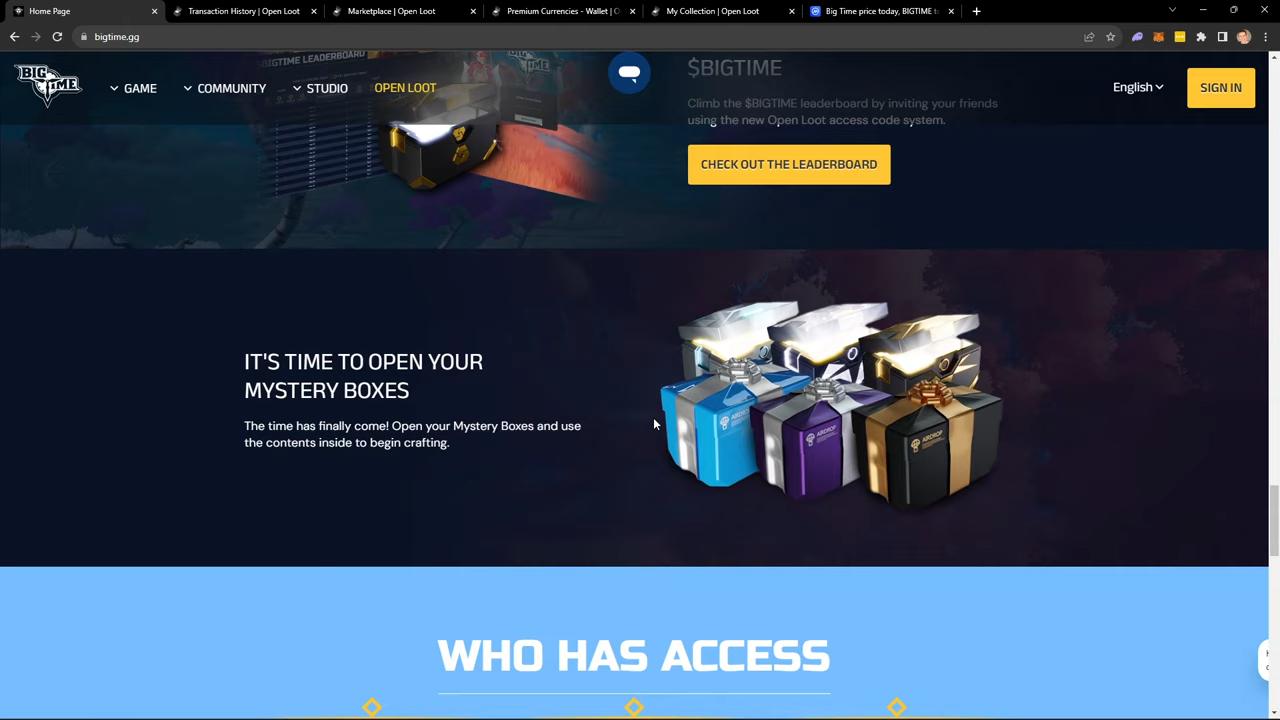 Home Page
Transaction History | Open Loot
Marketplace | Open Loot
Premium Currencies - Wallet | O
My Collection | Open Loot
Big Time price today, BIGTIME to
bigtime.gg
BIG TIME
GAME
COMMUNITY
STUDIO
OPEN LOOT
English
SIGN IN
BIGTIME LEADERBOARD
$BIGTIME
Climb the $BIGTIME leaderboard by inviting your friends
using the new Open Loot access code system.
CHECK OUT THE LEADERBOARD
IT'S TIME TO OPEN YOUR
MYSTERY BOXES
The time has finally come! Open your Mystery Boxes and use
the contents inside to begin crafting.
AIRDROP
AIRDROP
AIRDROP
WHO HAS ACCESS